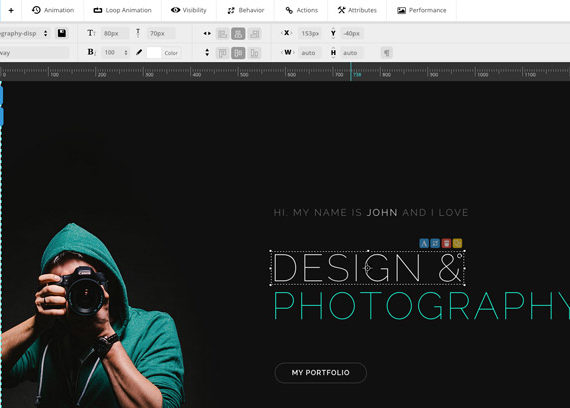 + Animation Loop Animation Visibility Behavior Actions Attributes Performance
graphy-disp 80px 70px X 153px Y -40px
way B 100 Color W auto H auto
0 100 200 300 400 500 600 700 738 800 900 1000 1100
HI. MY NAME IS JOHN AND I LOVE
DESIGN &
PHOTOGRAPHY
MY PORTFOLIO